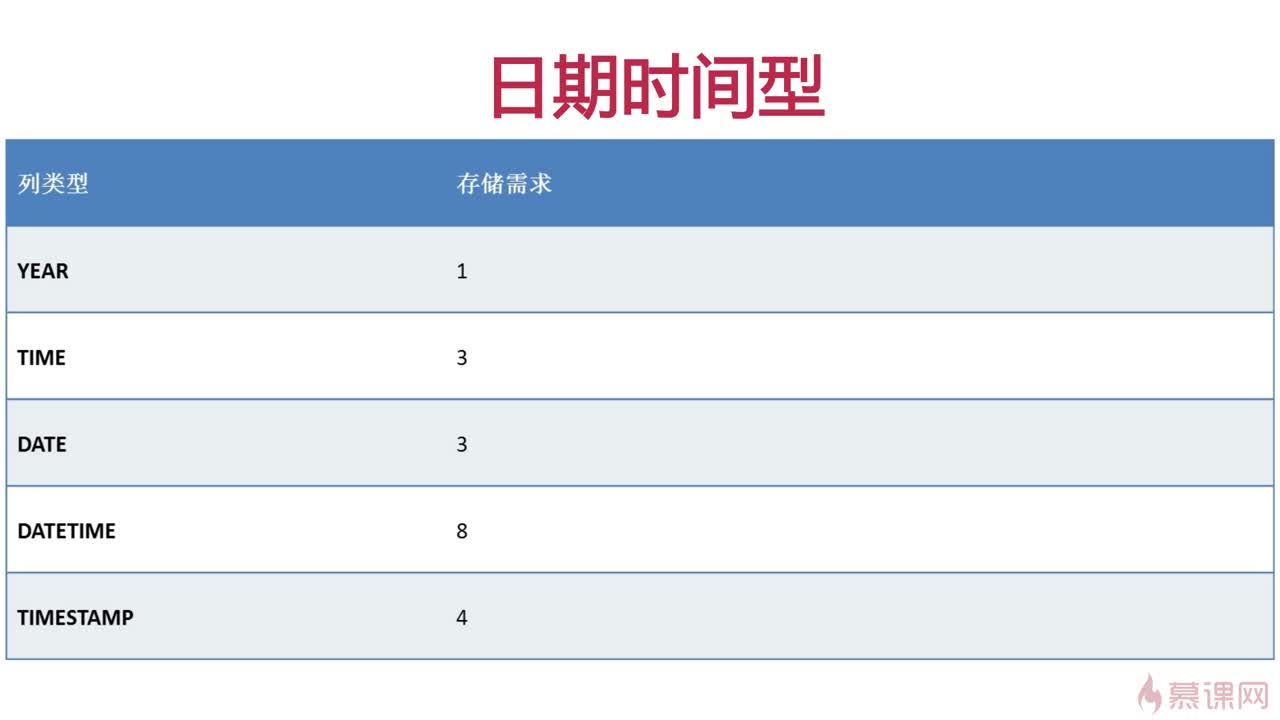 日期时间型
列类型 存储需求
YEAR 1
TIME 3
DATE 3
DATETIME 8
TIMESTAMP 4
慕课网